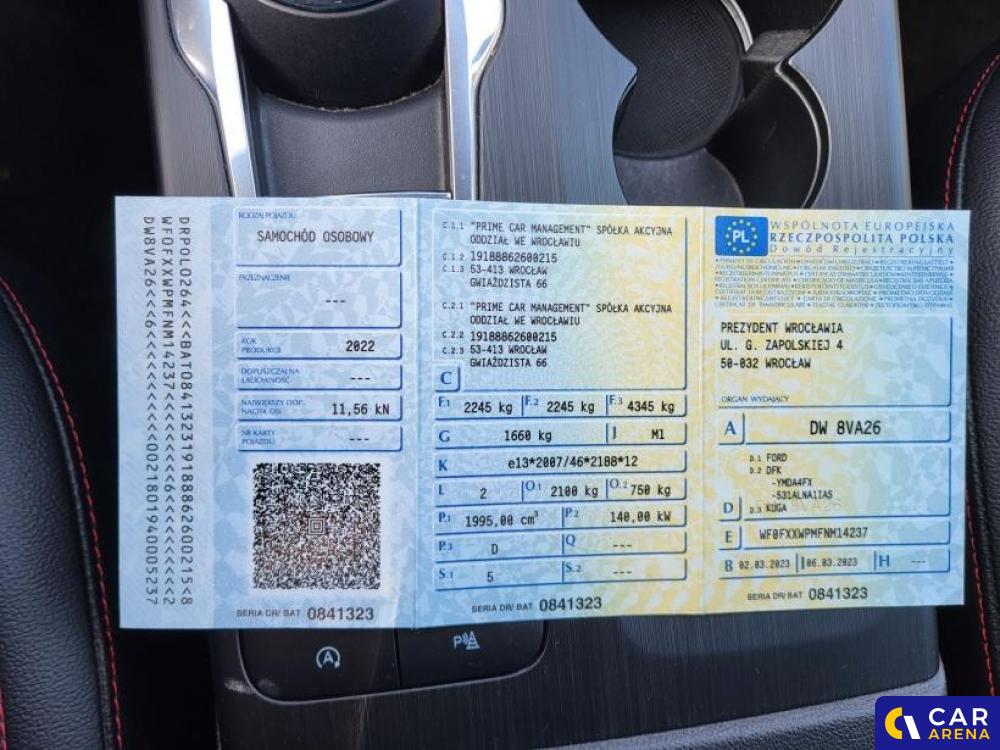 DRPOLO0264<<<BAT0841323191888862600215<8
WF0FXXWPMFNM14237<<<<<<<<<<<6<<<<<<<<<<2
RODZAJ POJAZDU
SAMOCHÓD OSOBOWY
PRZEZNACZENIE
---
ROK PRODUKCJI
2022
DOPUSZCZALNA ŁADOWNOŚĆ
---
NAJWIĘKSZY DOP. NACISK OSI
11,56 kN
NR KARTY POJAZDU
---
SERIA DR/ BAT 0841323
C.1.1 "PRIME CAR MANAGEMENT" SPÓŁKA AKCYJNA
ODDZIAŁ WE WROCŁAWIU
C.1.2 19188862600215
C.1.3 53-413 WROCŁAW
GWIAŹDZISTA 66
C.2.1 "PRIME CAR MANAGEMENT" SPÓŁKA AKCYJNA
ODDZIAŁ WE WROCŁAWIU
C.2.2 19188862600215
C.2.3 53-413 WROCŁAW
GWIAŹDZISTA 66
C
F.1 2245 kg F.2 2245 kg F.3 4345 kg
G 1660 kg J M1
K e13*2007/46*2188*12
L 2 O.1 2100 kg O.2 750 kg
P.1 1995,00 cm³ P.2 140,00 kW
P.3 D Q ---
S.1 5 S.2 ---
SERIA DR/ BAT 0841323
PL
WSPÓLNOTA EUROPEJSKA
RZECZPOSPOLITA POLSKA
Dowód Rejestracyjny
PREZYDENT WROCŁAWIA
UL. G. ZAPOLSKIEJ 4
50-032 WROCŁAW
ORGAN WYDAJĄCY
A DW 8VA26
D.1 FORD
D.2 DFK
-YMDA4FX
-531ALNA1IAS
D D.3 KUGA
E WF0FXXWPMFNM14237
B 02.03.2023 I 06.03.2023 H ---
SERIA DR/ BAT 0841323
A
P
CAR
ARENA